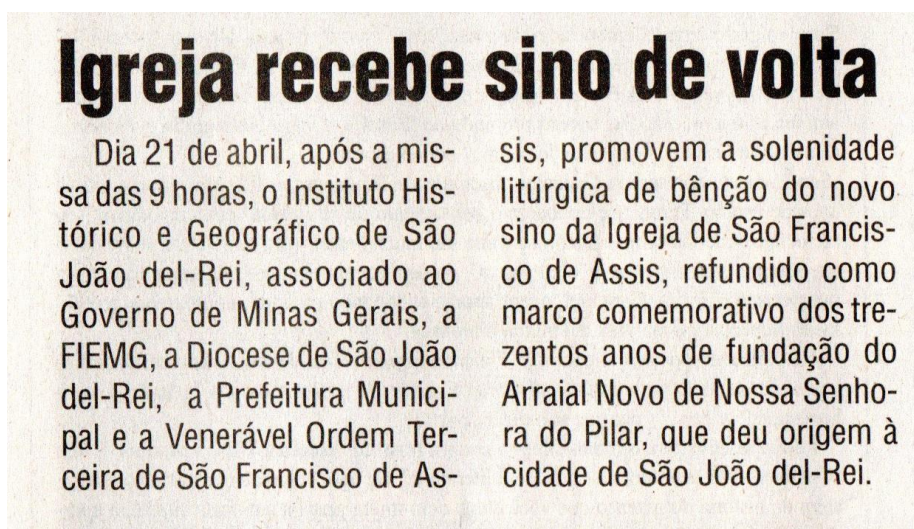 Igreja recebe sino de volta
Dia 21 de abril, após a mis-
sa das 9 horas, o Instituto His-
tórico e Geográfico de São
João del-Rei, associado ao
Governo de Minas Gerais, a
FIEMG, a Diocese de São João
del-Rei, a Prefeitura Munici-
pal e a Venerável Ordem Ter-
ceira de São Francisco de As-
sis, promovem a solenidade
litúrgica de bênção do novo
sino da Igreja de São Francis-
co de Assis, refundido como
marco comemorativo dos tre-
zentos anos de fundação do
Arraial Novo de Nossa Senho-
ra do Pilar, que deu origem à
cidade de São João del-Rei.